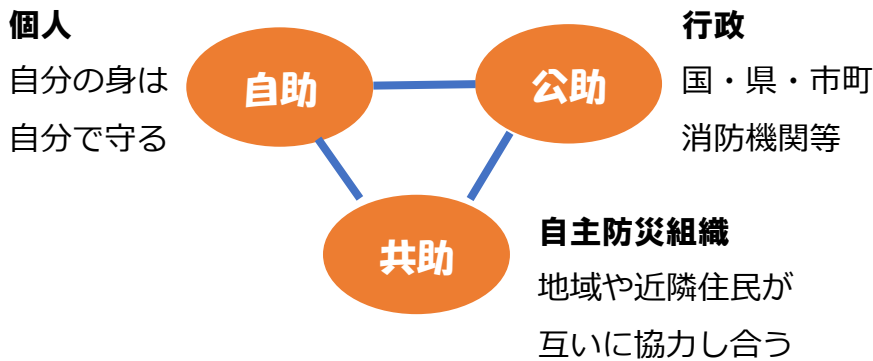 個人
自分の身は
自分で守る
自助
公助
行政
国・県・市町
消防機関等
共助
自主防災組織
地域や近隣住民が
互いに協力し合う